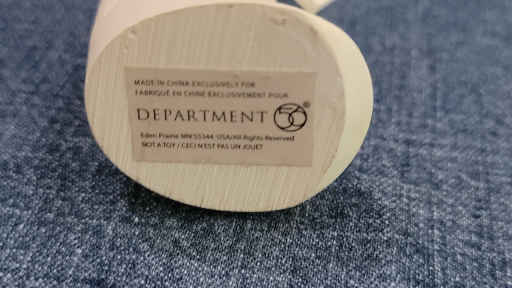 MADE IN CHINA EXCLUSIVELY FOR
FABRIQUÉ EN CHINE EXCLUSIVEMENT POUR
DEPARTMENT 56®
Eden Prairie MN 55344, USA/All Rights Reserved
NOT A TOY / CECI N'EST PAS UN JOUET